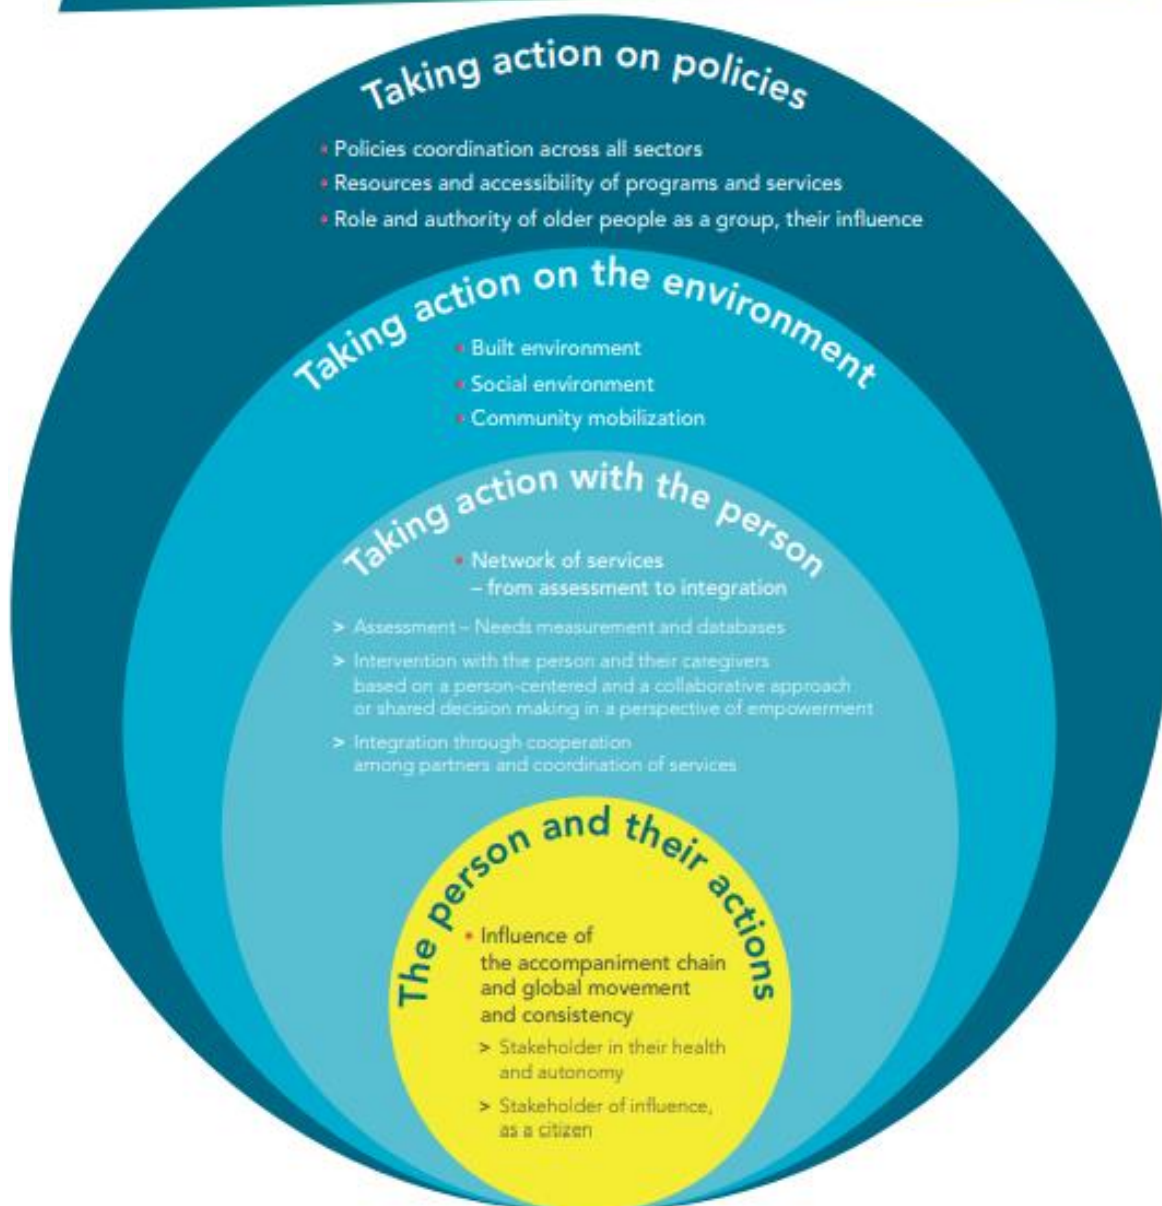 Taking action on policies
• Policies coordination across all sectors
• Resources and accessibility of programs and services
• Role and authority of older people as a group, their influence
Taking action on the environment
• Built environment
• Social environment
• Community mobilization
Taking action with the person
• Network of services
– from assessment to integration
> Assessment – Needs measurement and databases
> Intervention with the person and their caregivers
based on a person-centered and a collaborative approach
or shared decision making in a perspective of empowerment
> Integration through cooperation
among partners and coordination of services
The person and their actions
• Influence of
the accompaniment chain
and global movement
and consistency
> Stakeholder in their health
and autonomy
> Stakeholder of influence,
as a citizen